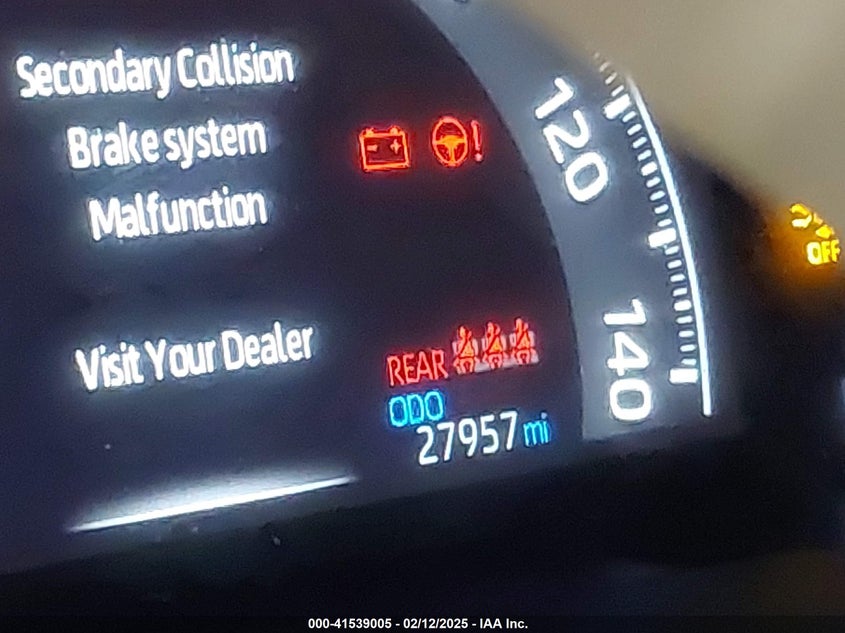 Secondary Collision
Brake system
Malfunction
Visit Your Dealer
REAR
ODO
27957 mi
120
140
OFF
000-41539005 - 02/12/2025 - IAA Inc.